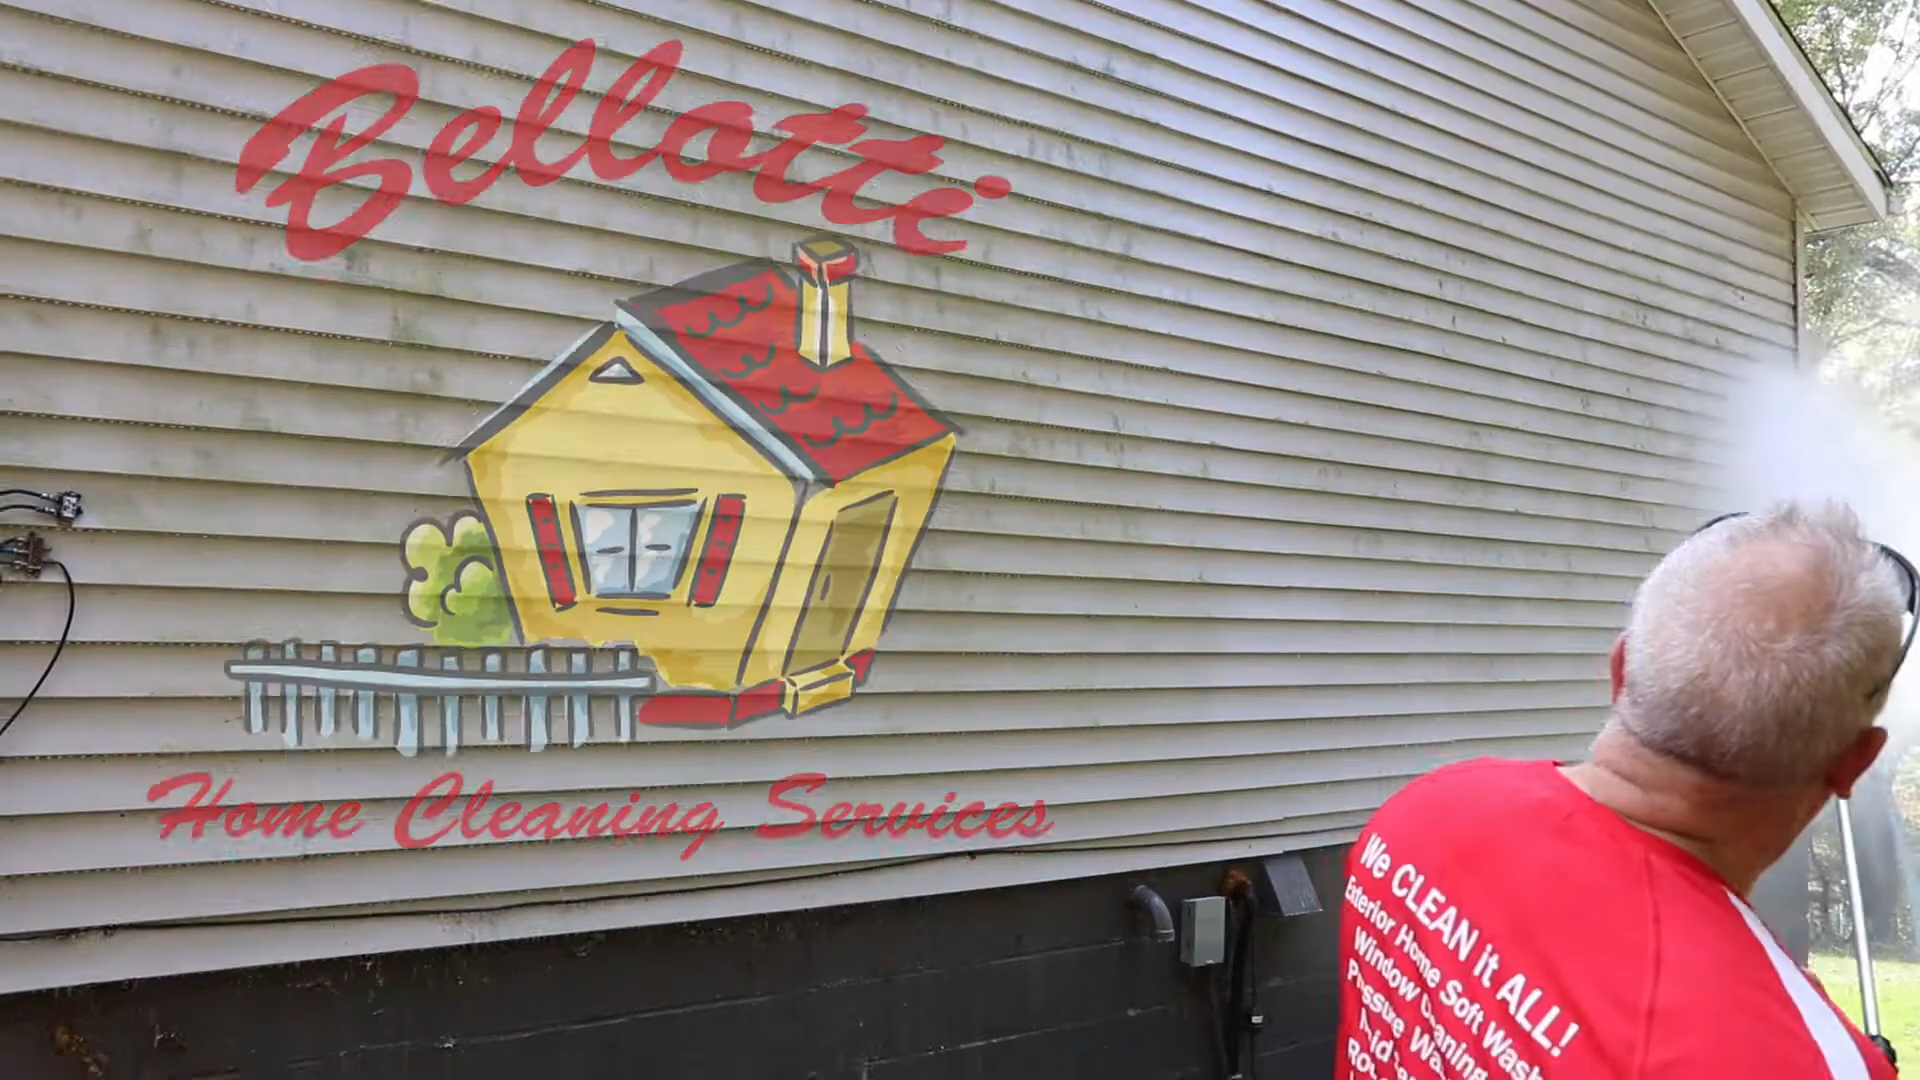 Bellotti
Home Cleaning Services
We CLEAN it ALL!
Exterior Home Soft Wash
Window Cleaning